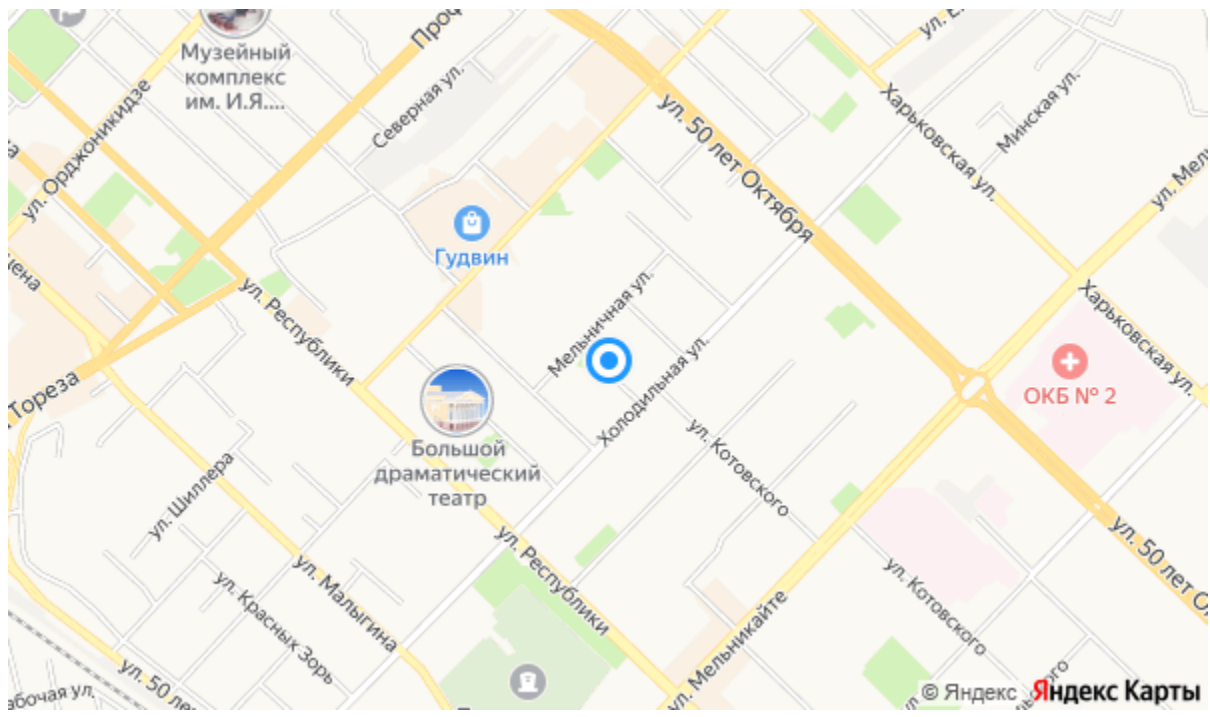 Музейный
комплекс
им. И.Я....
ул. Орджоникидзе
Северная ул.
ул. 50 лет Октября
Харьковская ул.
Минская ул.
Гудвин
ул. Республики
Мельничная ул.
Холодильная ул.
Харьковская ул.
ОКБ № 2
Тореза
Большой
драматический
театр
ул. Котовского
ул. Шиллера
ул. Малыгина
ул. Республики
ул. Красных Зорь
ул. Мельникайте
ул. Котовского
ул. 50 лет
© Яндекс Яндекс Карты